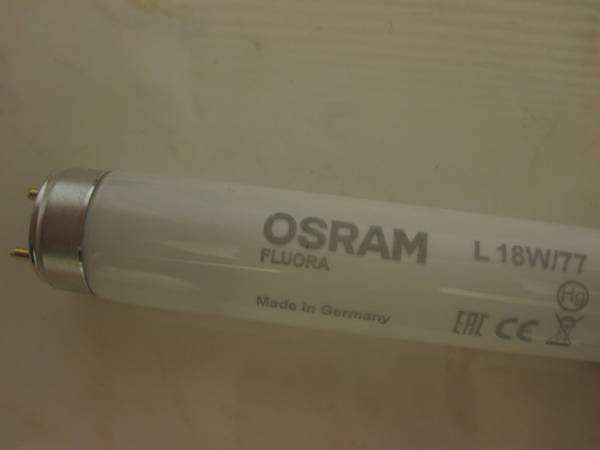 OSRAM
FLUORA
L 18W/77
Made in Germany
Hg
EAC CE